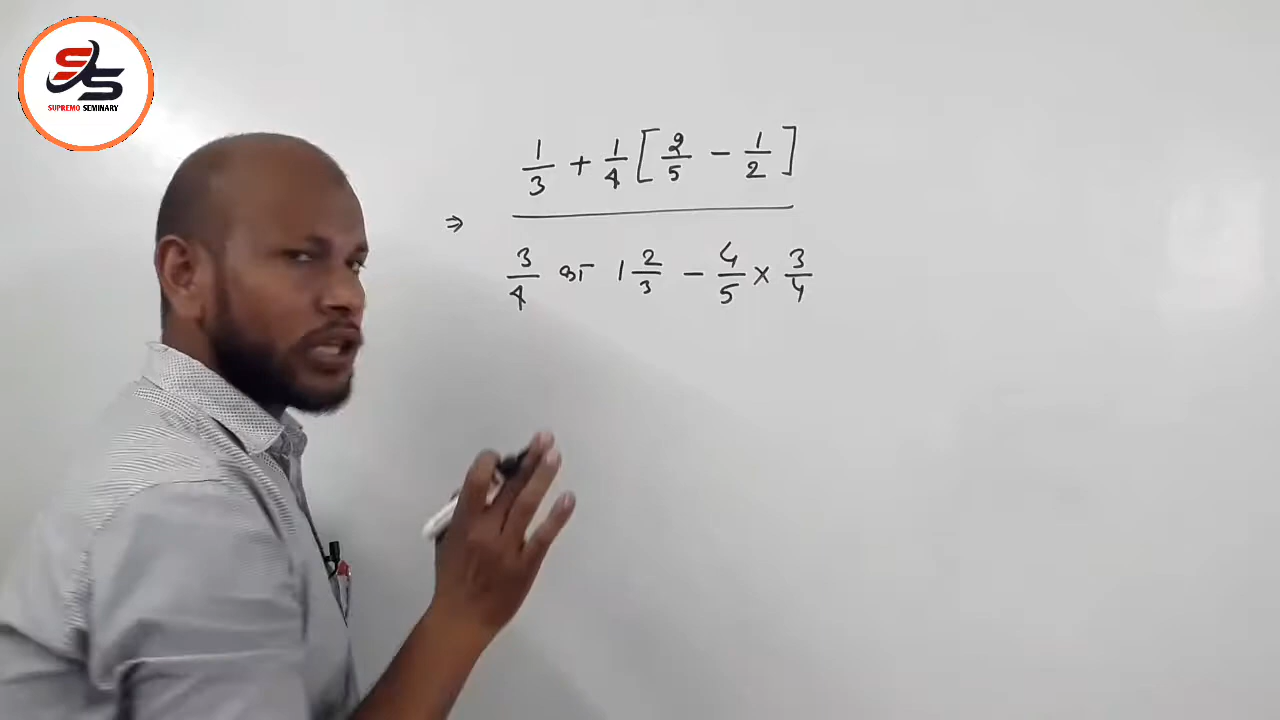 SS
SUPREMO SEMINARY
1/3 + 1/4 [2/5 - 1/2]
⇒ ————————
3/4 का 1 2/3 - 4/5 × 3/4